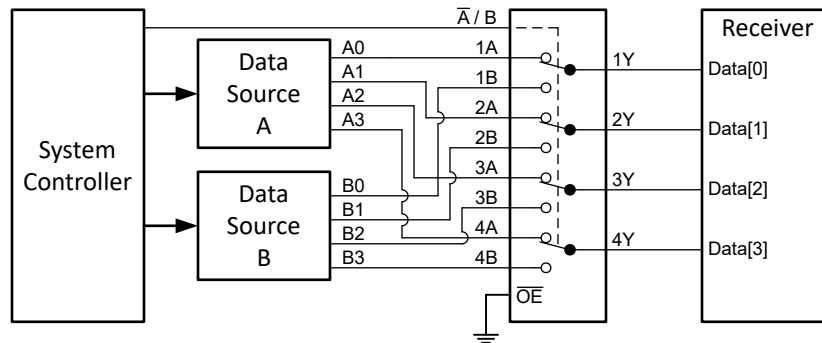 System
Controller
Data
Source
A
A0
A1
A2
A3
Data
Source
B
B0
B1
B2
B3
A̅ / B
1A
1B
2A
2B
3A
3B
4A
4B
O̅E̅
1Y
2Y
3Y
4Y
Receiver
Data[0]
Data[1]
Data[2]
Data[3]